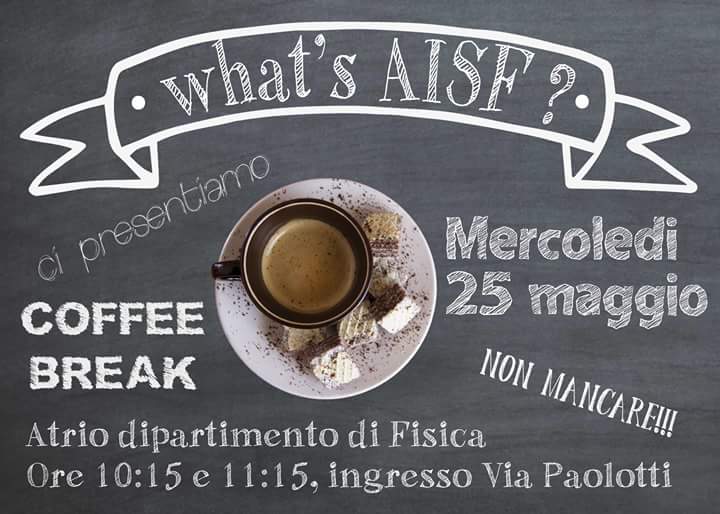 what's AISF ?
ci presentiamo
COFFEE
BREAK
Mercoledi
25 maggio
NON MANCARE!!!
Atrio dipartimento di Fisica
Ore 10:15 e 11:15, ingresso Via Paolotti